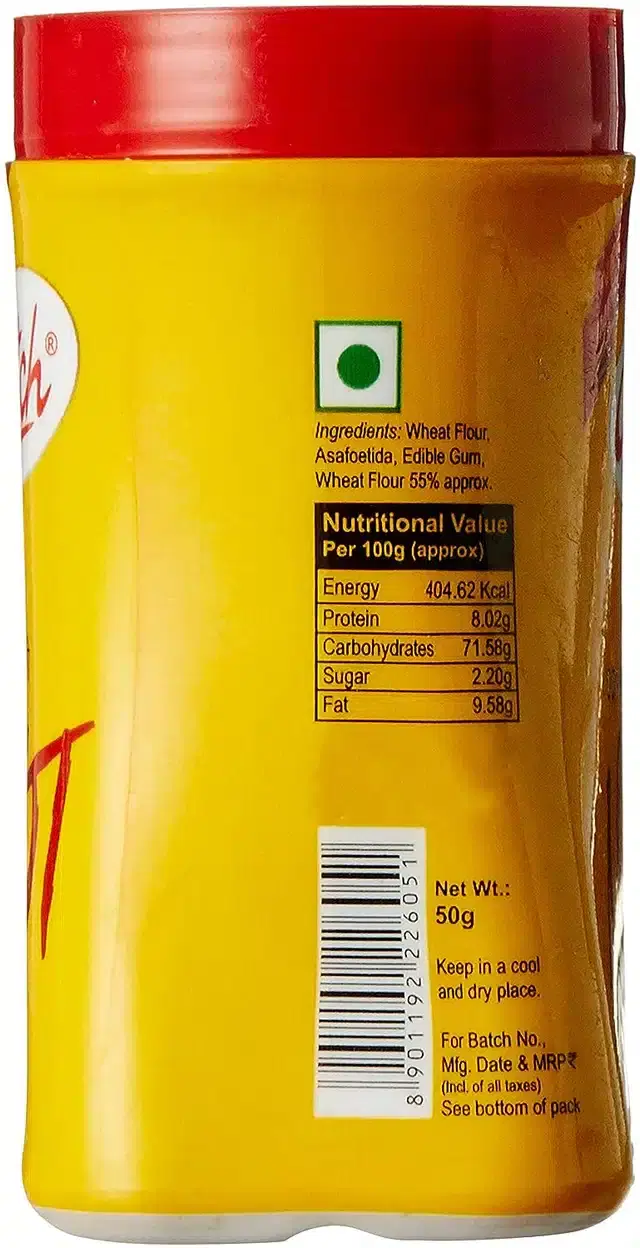 ch®
Ingredients: Wheat Flour,
Asafoetida, Edible Gum,
Wheat Flour 55% approx.
Nutritional Value
Per 100g (approx)
Energy 404.62 Kcal
Protein 8.02g
Carbohydrates 71.58g
Sugar 2.20g
Fat 9.58g
8 901192 226051
Net Wt.:
50g
Keep in a cool
and dry place.
For Batch No.,
Mfg. Date & MRP₹
(Incl. of all taxes)
See bottom of pack